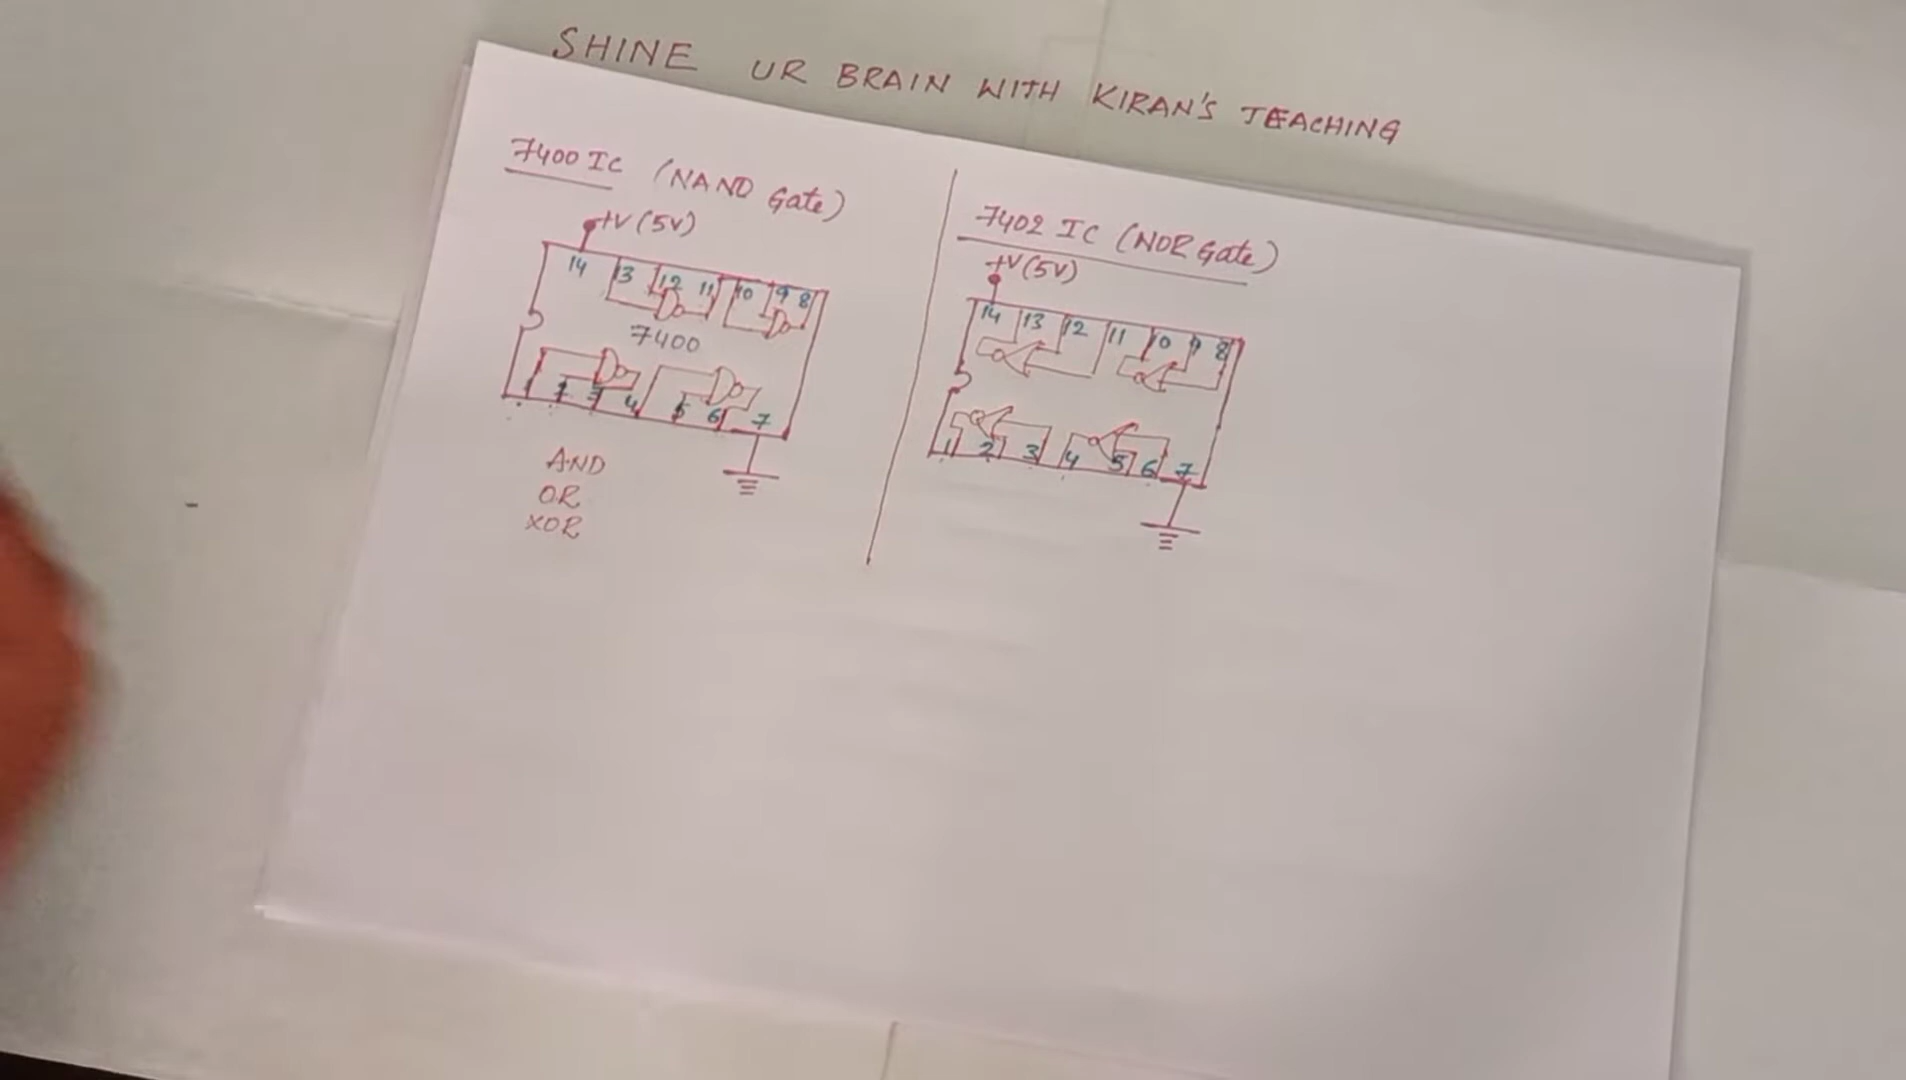 SHINE UR BRAIN WITH KIRAN'S TEACHING
7400 IC (NAND Gate)
+V (5V)
14 13 12 11 10 9 8
7400
1 2 3 4 5 6 7
AND
OR
XOR
7402 IC (NOR Gate)
+V (5V)
14 13 12 11 10 9 8
1 2 3 4 5 6 7